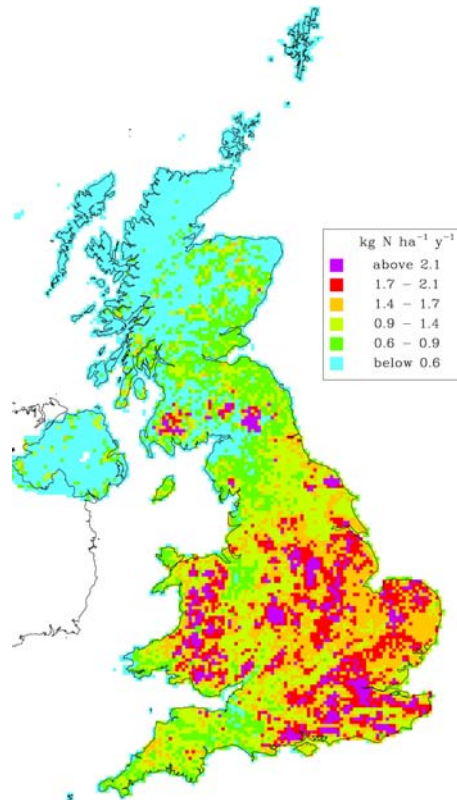 kg N ha⁻¹ y⁻¹
above 2.1
1.7 − 2.1
1.4 − 1.7
0.9 − 1.4
0.6 − 0.9
below 0.6